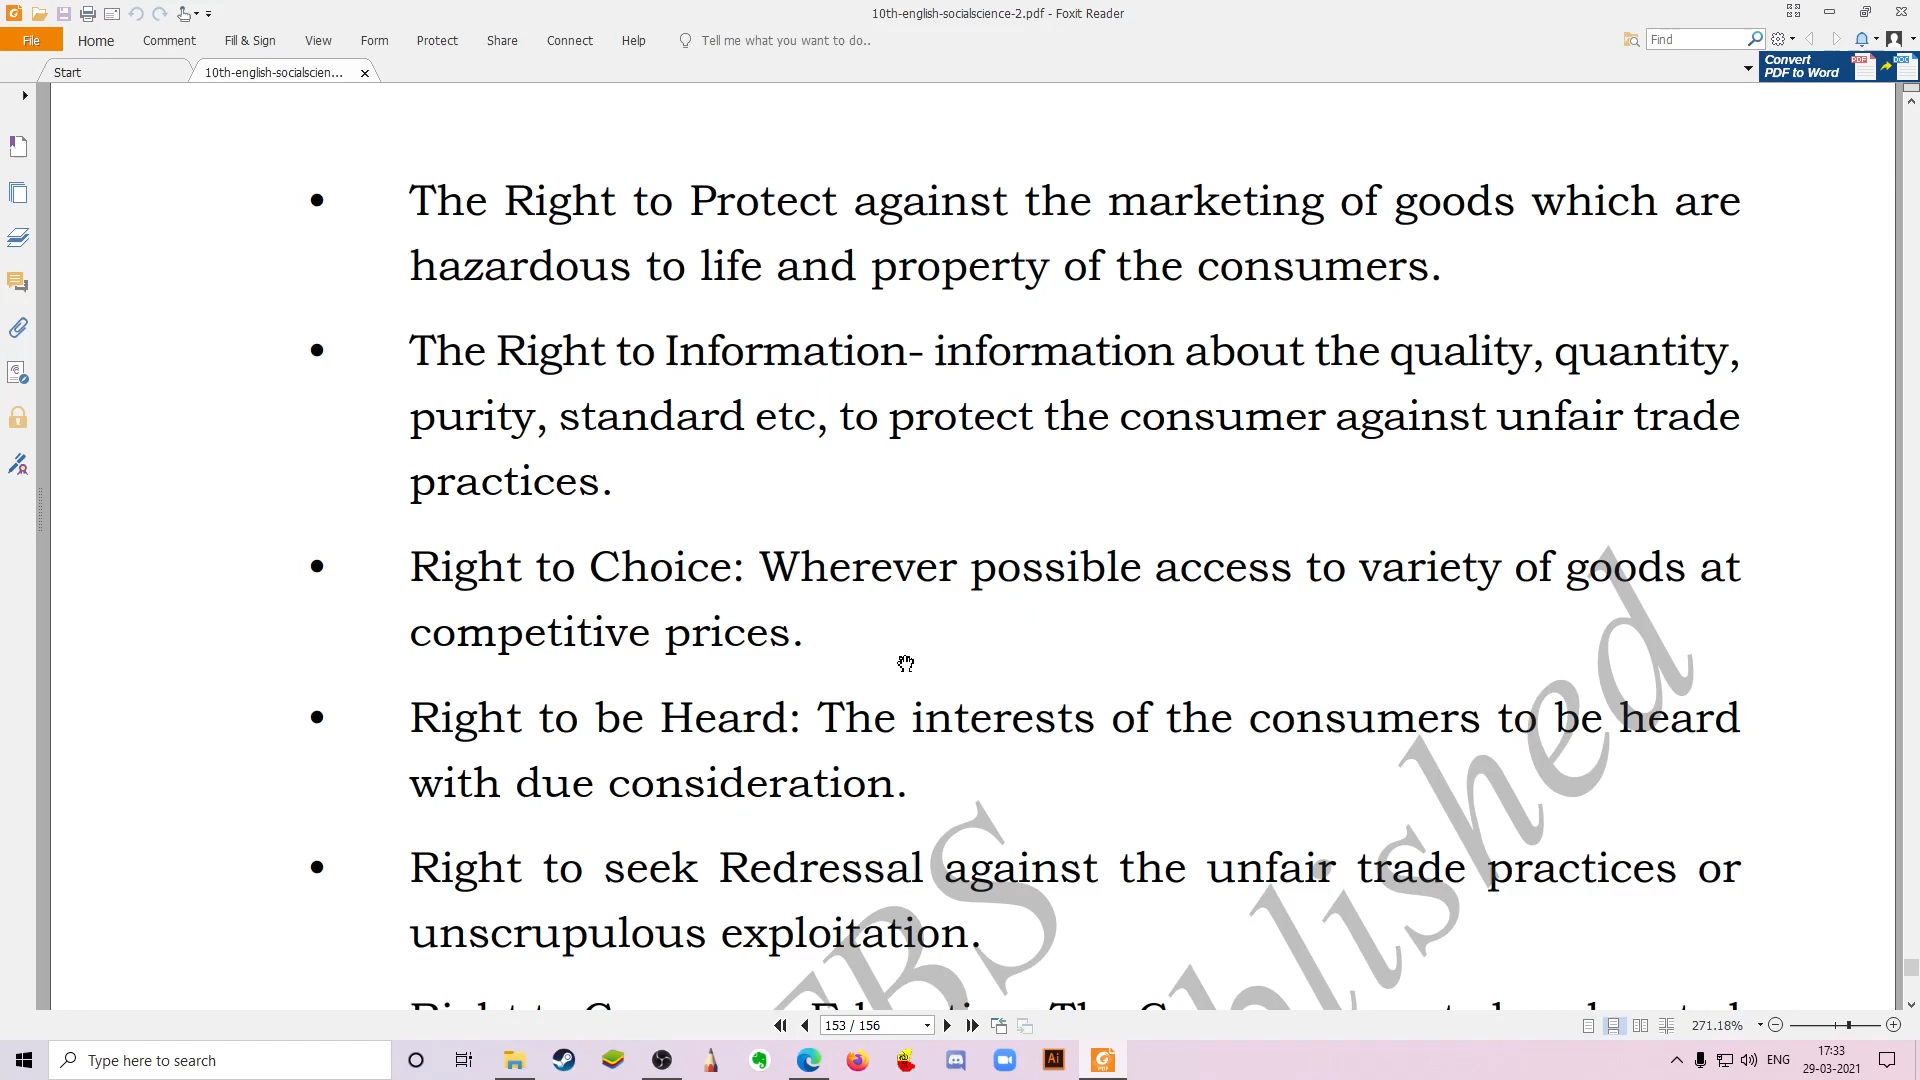 10th-english-socialscience-2.pdf - Foxit Reader
File Home Comment Fill & Sign View Form Protect Share Connect Help Tell me what you want to do.. Find
Start 10th-english-socialscien... Convert
PDF to Word
• The Right to Protect against the marketing of goods which are
hazardous to life and property of the consumers.
• The Right to Information- information about the quality, quantity,
purity, standard etc, to protect the consumer against unfair trade
practices.
• Right to Choice: Wherever possible access to variety of goods at
competitive prices.
• Right to be Heard: The interests of the consumers to be heard
with due consideration.
• Right to seek Redressal against the unfair trade practices or
unscrupulous exploitation.
TBS
blished
153 / 156 271.18%
Type here to search Ai ENG 17:33
29-03-2021